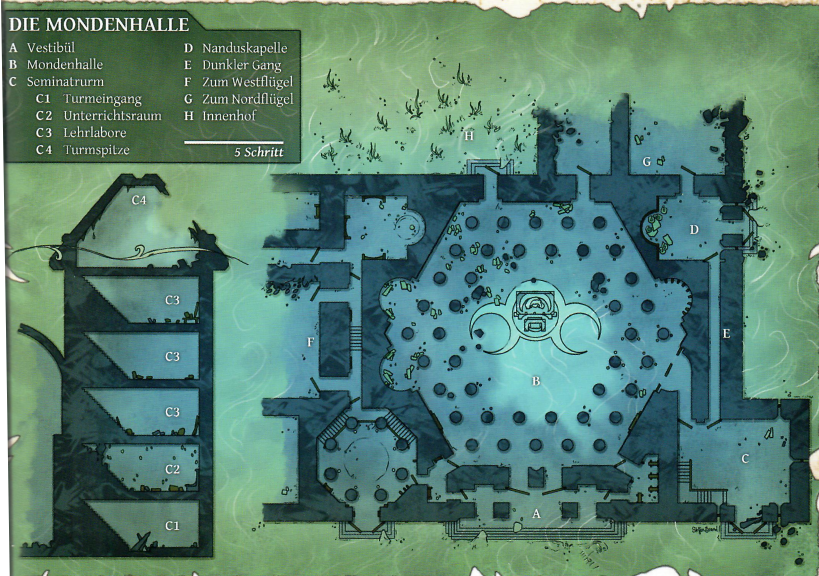 DIE MONDENHALLE
A Vestibül
B Mondenhalle
C Seminatrurm
C1 Turmeingang
C2 Unterrichtsraum
C3 Lehrlabore
C4 Turmspitze
D Nanduskapelle
E Dunkler Gang
F Zum Westflügel
G Zum Nordflügel
H Innenhof
5 Schritt
C4
C3
C3
C3
C2
C1
H
G
D
F
E
B
C
A